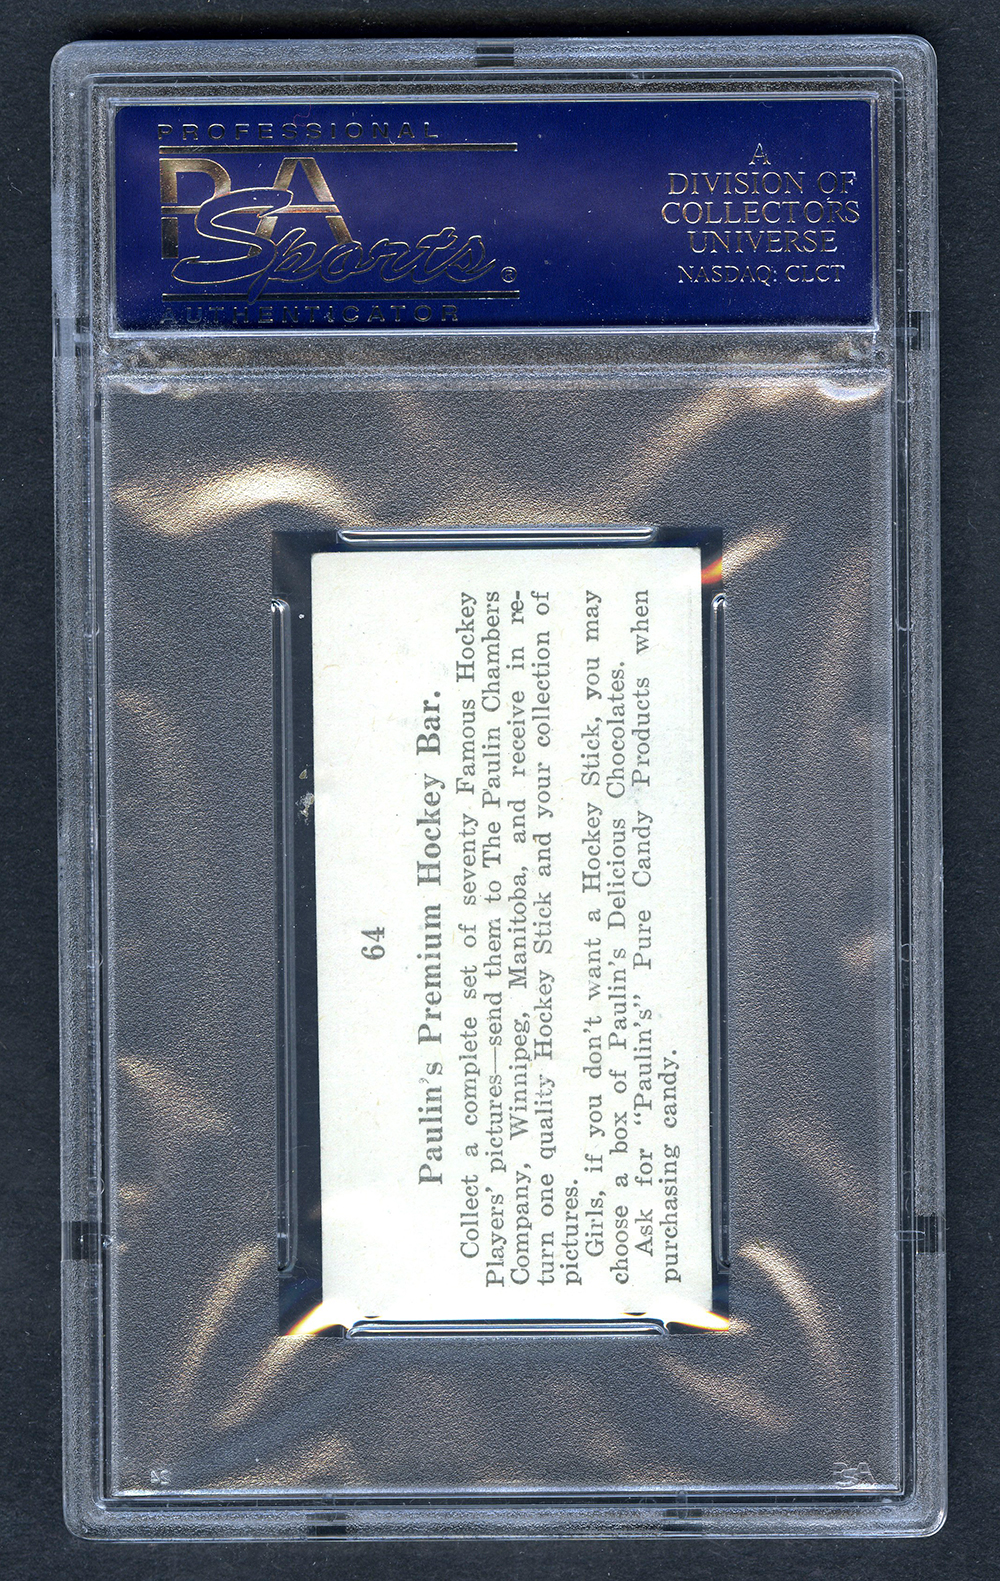 PROFESSIONAL
PSA
Sports®
AUTHENTICATOR
A
DIVISION OF
COLLECTORS
UNIVERSE
NASDAQ: CLCT
64
Paulin's Premium Hockey Bar.
Collect a complete set of seventy Famous Hockey
Players' pictures—send them to The Paulin Chambers
Company, Winnipeg, Manitoba, and receive in re-
turn one quality Hockey Stick and your collection of
pictures.
Girls, if you don't want a Hockey Stick, you may
choose a box of Paulin's Delicious Chocolates.
Ask for "Paulin's" Pure Candy Products when
purchasing candy.
PSA